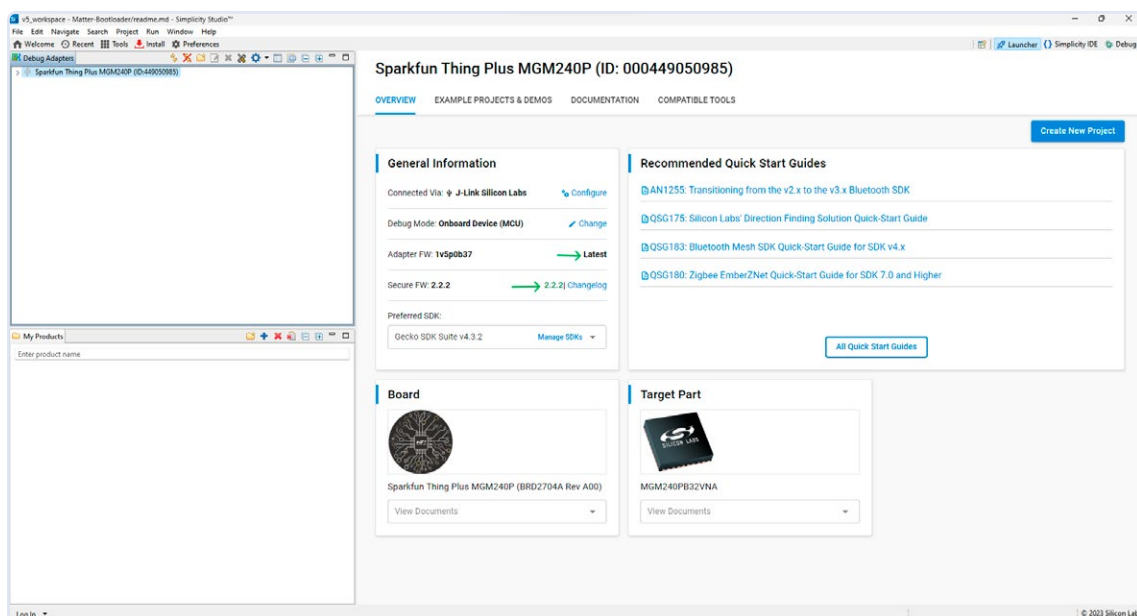 v5_workspace - Matter-Bootloader/readme.md - Simplicity Studio™
File Edit Navigate Search Project Run Window Help
Welcome Recent Tools Install Preferences
Launcher {} Simplicity IDE Debug
Debug Adapters
Sparkfun Thing Plus MGM240P (ID:449050985)
My Products
Enter product name
Sparkfun Thing Plus MGM240P (ID: 000449050985)
OVERVIEW EXAMPLE PROJECTS & DEMOS DOCUMENTATION COMPATIBLE TOOLS
Create New Project
General Information
Connected Via: J-Link Silicon Labs Configure
Debug Mode: Onboard Device (MCU) Change
Adapter FW: 1v5p0b37 Latest
Secure FW: 2.2.2 2.2.2| Changelog
Preferred SDK:
Gecko SDK Suite v4.3.2 Manage SDKs
Recommended Quick Start Guides
AN1255: Transitioning from the v2.x to the v3.x Bluetooth SDK
QSG175: Silicon Labs' Direction Finding Solution Quick-Start Guide
QSG183: Bluetooth Mesh SDK Quick-Start Guide for SDK v4.x
QSG180: Zigbee EmberZNet Quick-Start Guide for SDK 7.0 and Higher
All Quick Start Guides
Board
Sparkfun Thing Plus MGM240P (BRD2704A Rev A00)
View Documents
Target Part
SILICON LABS
MGM240PB32VNA
View Documents
Log In
© 2023 Silicon Lab